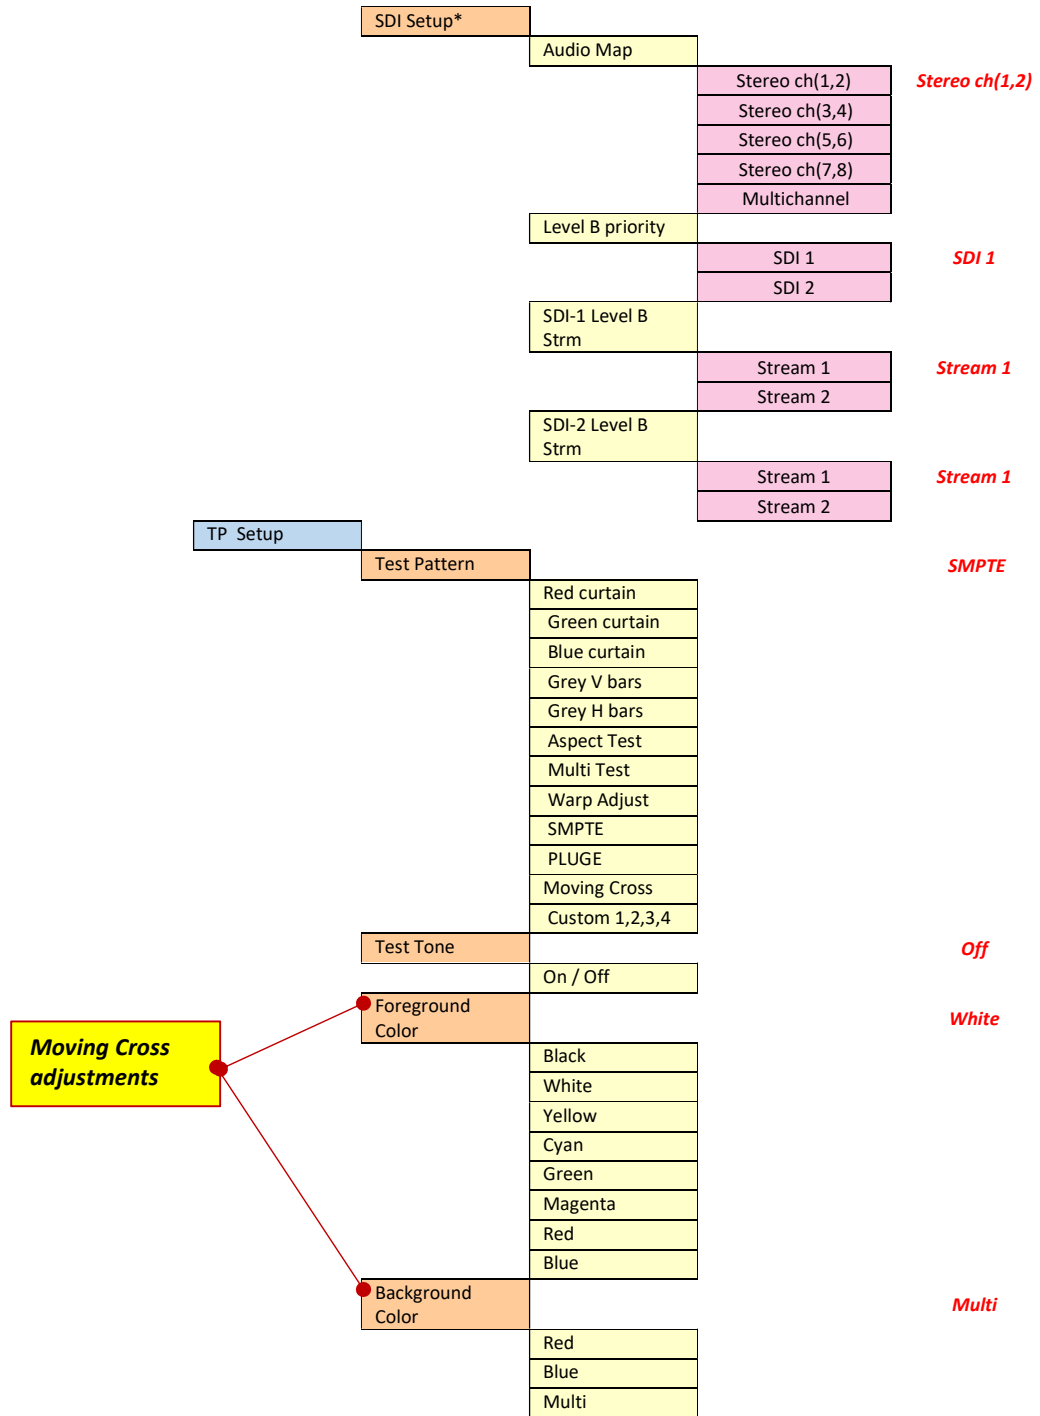 SDI Setup*
Audio Map
Stereo ch(1,2) Stereo ch(1,2)
Stereo ch(3,4)
Stereo ch(5,6)
Stereo ch(7,8)
Multichannel
Level B priority
SDI 1 SDI 1
SDI 2
SDI-1 Level B
Strm
Stream 1 Stream 1
Stream 2
SDI-2 Level B
Strm
Stream 1 Stream 1
Stream 2
TP Setup
Test Pattern SMPTE
Red curtain
Green curtain
Blue curtain
Grey V bars
Grey H bars
Aspect Test
Multi Test
Warp Adjust
SMPTE
PLUGE
Moving Cross
Custom 1,2,3,4
Test Tone Off
On / Off
Foreground
Color
White
Moving Cross
adjustments
Black
White
Yellow
Cyan
Green
Magenta
Red
Blue
Background
Color
Multi
Red
Blue
Multi